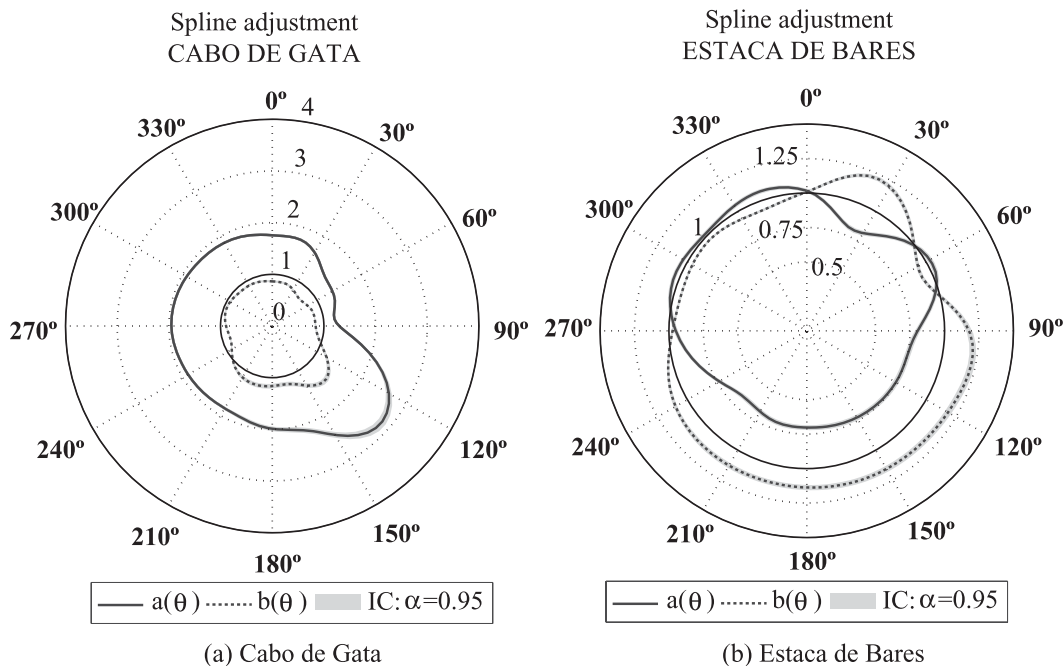 Spline adjustment
CABO DE GATA
0º
4
30º
60º
90º
120º
150º
180º
210º
240º
270º
300º
330º
3
2
1
0
a(θ) b(θ) IC: α=0.95
(a) Cabo de Gata
Spline adjustment
ESTACA DE BARES
0º
30º
60º
90º
120º
150º
180º
210º
240º
270º
300º
330º
1.25
1
0.75
0.5
a(θ) b(θ) IC: α=0.95
(b) Estaca de Bares